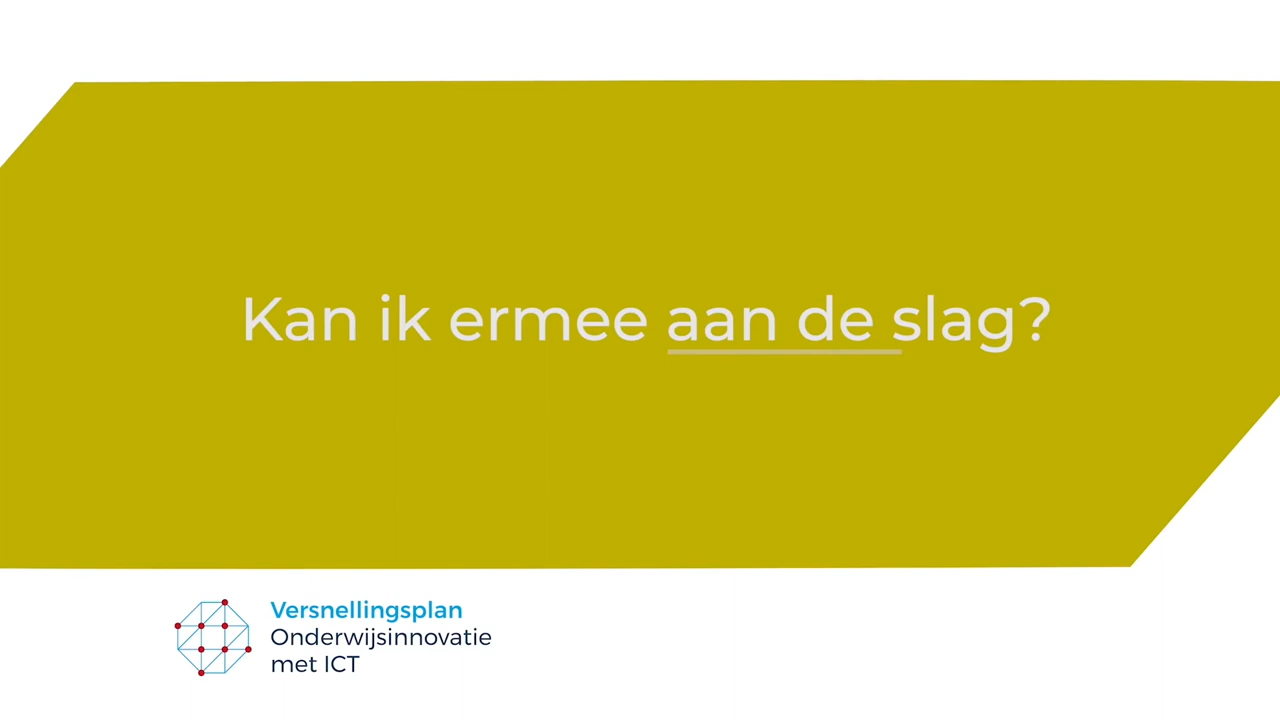 Kan ik ermee aan de slag?
Versnellingsplan
Onderwijsinnovatie
met ICT